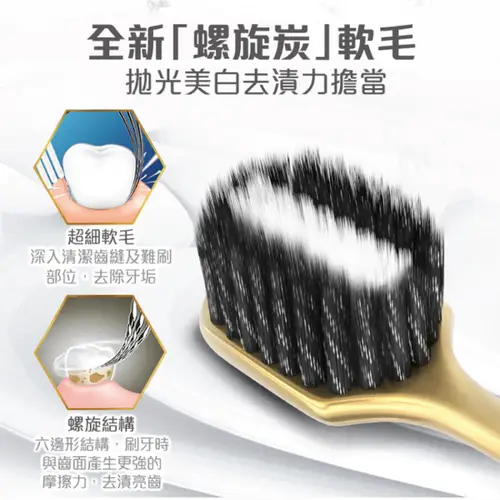 全新「螺旋炭」軟毛
拋光美白去漬力擔當
超細軟毛
深入清潔齒縫及難刷
部位，去除牙垢
螺旋結構
六邊形結構，刷牙時
與齒面產生更強的
摩擦力，去漬亮齒